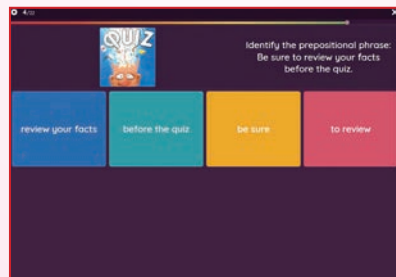 4/12
QUIZ
Identify the prepositional phrase:
Be sure to review your facts
before the quiz.
review your facts
before the quiz
be sure
to review